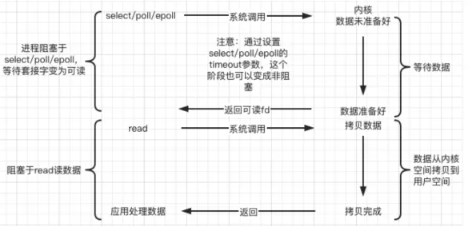 select/poll/epoll
系统调用
内核
数据未准备好
进程阻塞于
select/poll/epoll,
等待套接字变为可读
注意：通过设置
select/poll/epoll的
timeout参数，这个
阶段也可以变成非阻
塞
等待数据
返回可读fd
数据准备好
read
系统调用
拷贝数据
阻塞于read读数据
数据从内核
空间拷贝到
用户空间
应用处理数据
返回
拷贝完成